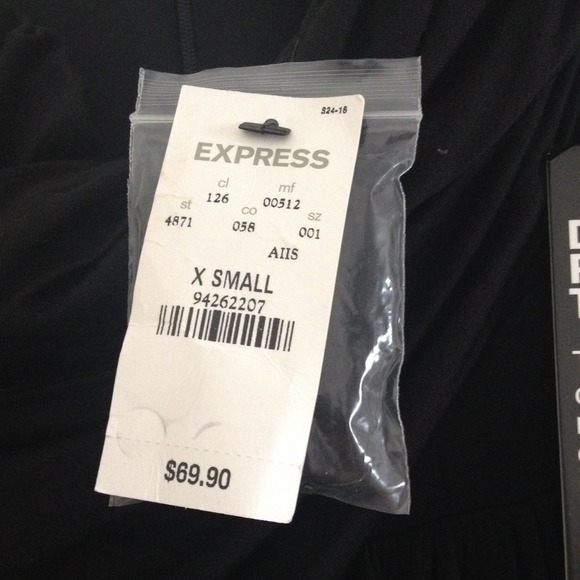 S24-16
EXPRESS
cl mf
126 00512
st co sz
4871 058 001
AIIS
X SMALL
94262207
$69.90